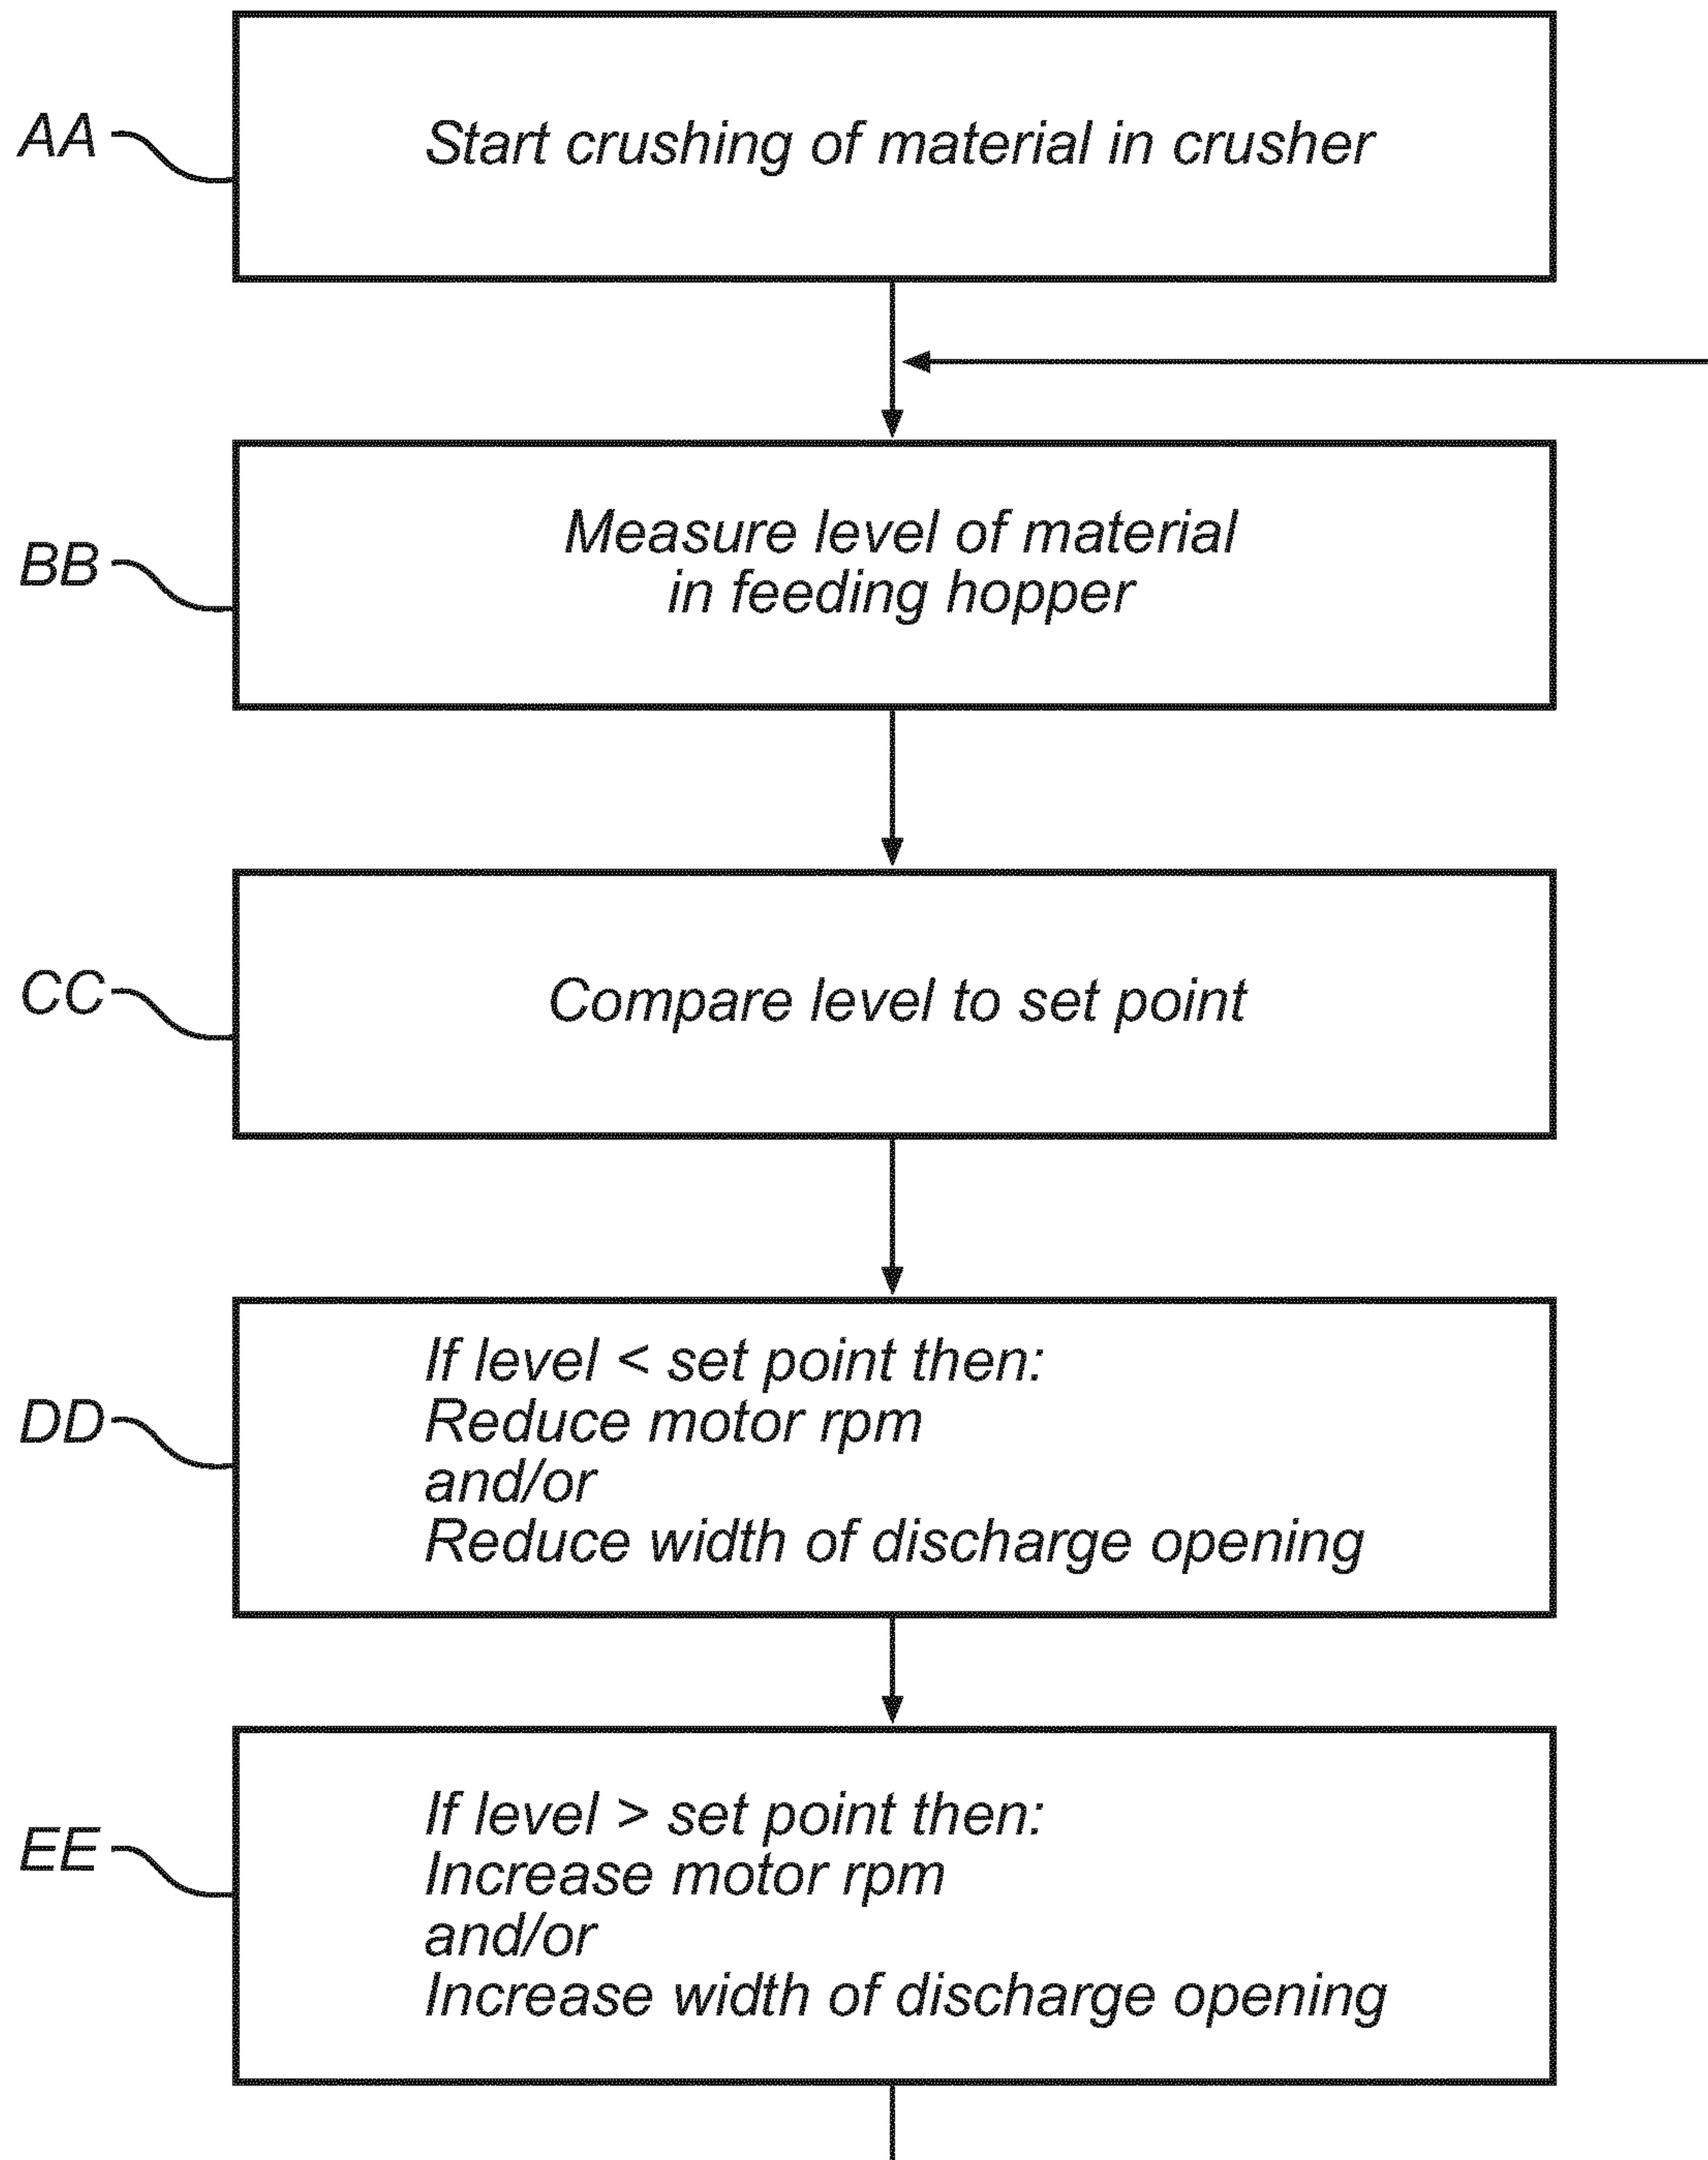 AA
Start crushing of material in crusher
BB
Measure level of material
in feeding hopper
CC
Compare level to set point
DD
If level < set point then:
Reduce motor rpm
and/or
Reduce width of discharge opening
EE
If level > set point then:
Increase motor rpm
and/or
Increase width of discharge opening